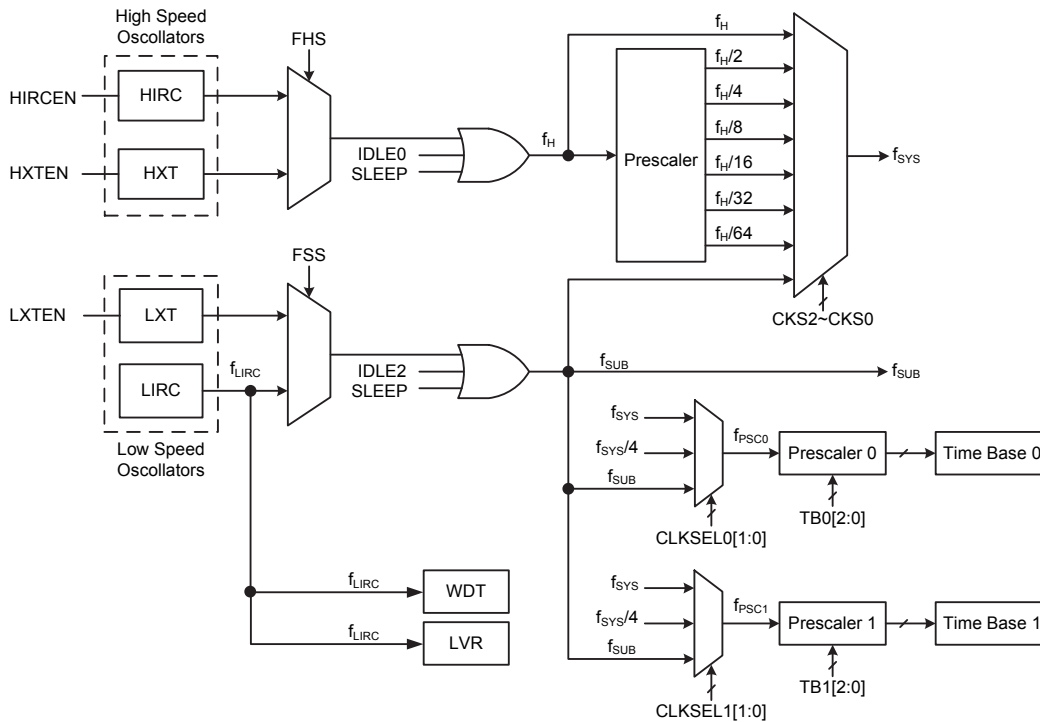 High Speed
Oscollators
FHS
HIRCEN
HIRC
HXTEN
HXT
IDLE0
SLEEP
fH
fH
Prescaler
fH/2
fH/4
fH/8
fH/16
fH/32
fH/64
fSYS
CKS2~CKS0
FSS
LXTEN
LXT
fLIRC
LIRC
Low Speed
Oscollators
IDLE2
SLEEP
fSUB
fSUB
fSYS
fSYS/4
fSUB
fPSC0
Prescaler 0
Time Base 0
TB0[2:0]
CLKSEL0[1:0]
fLIRC
WDT
fLIRC
LVR
fSYS
fSYS/4
fSUB
fPSC1
Prescaler 1
Time Base 1
TB1[2:0]
CLKSEL1[1:0]